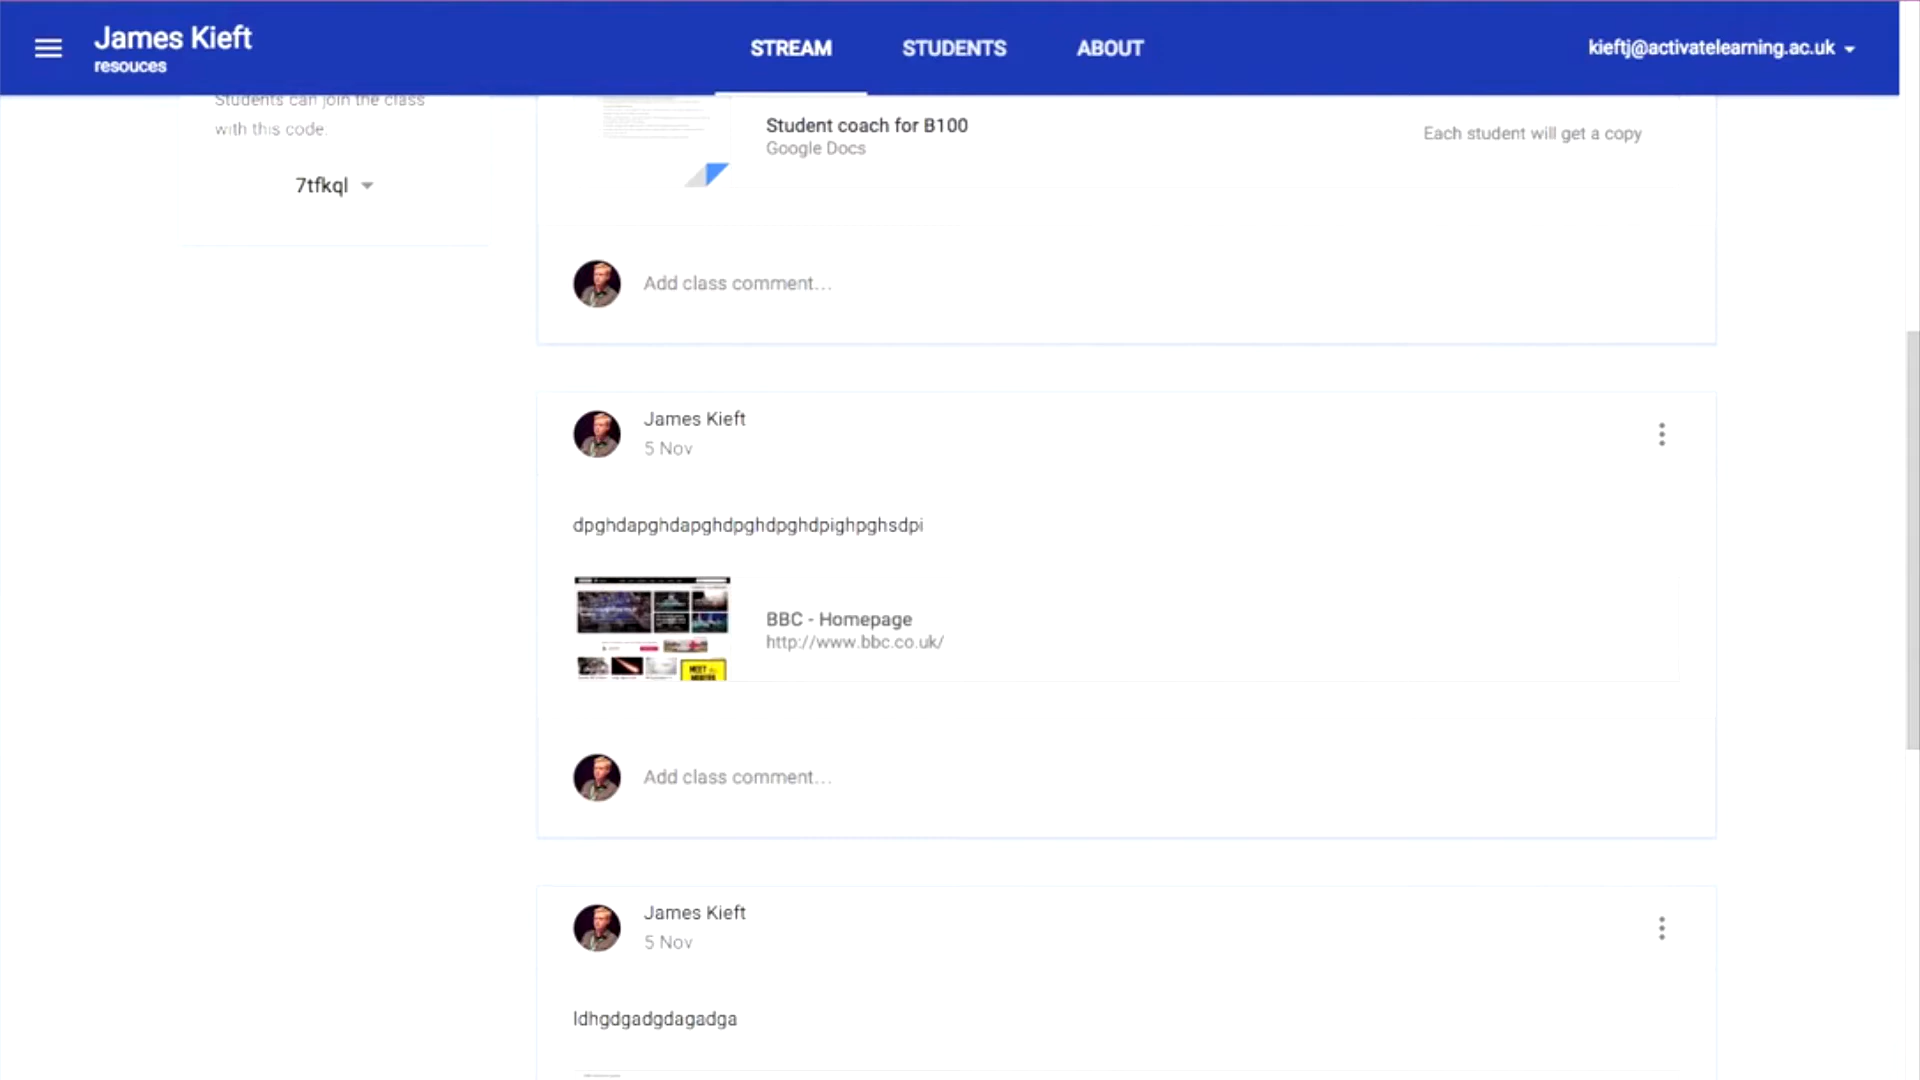 James Kieft
resouces
STREAM
STUDENTS
ABOUT
kieftj@activatelearning.ac.uk
Students can join the class
with this code.
7tfkql
Student coach for B100
Google Docs
Each student will get a copy
Add class comment...
James Kieft
5 Nov
dpghdapghdapghdpghdpghdpighpghsdpi
BBC - Homepage
http://www.bbc.co.uk/
Add class comment...
James Kieft
5 Nov
ldhgdgadgdagadga